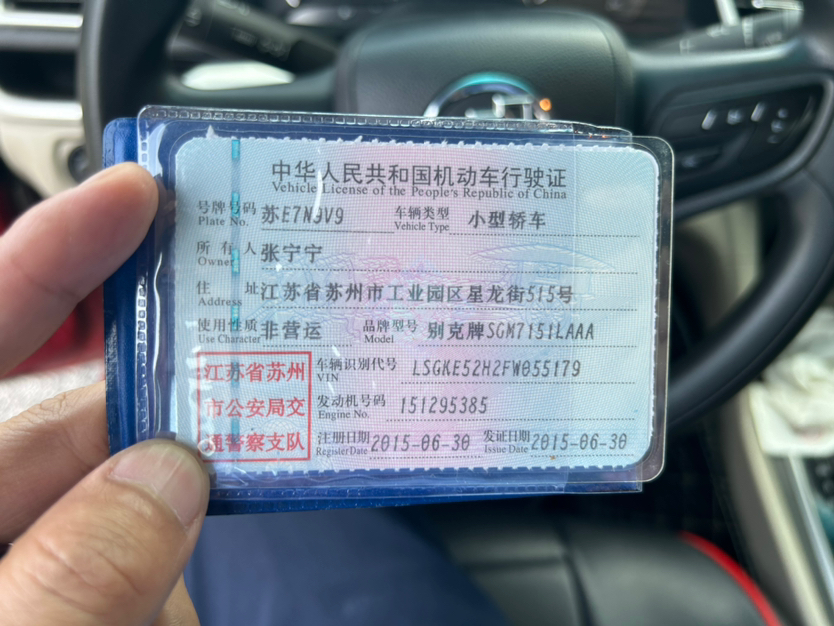 中华人民共和国机动车行驶证
Vehicle License of the People's Republic of China
号牌号码 苏E7N9V9 车辆类型 小型轿车
Plate No. Vehicle Type
所有人 张宁宁
Owner
住址 江苏省苏州市工业园区星龙街515号
Address
使用性质 非营运 品牌型号 别克牌SGM7151LAAA
Use Character Model
江苏省苏州
市公安局交
通警察支队
车辆识别代号 LSGKE52H2FW055179
VIN
发动机号码 151295385
Engine No.
注册日期 2015-06-30 发证日期 2015-06-30
Register Date Issue Date